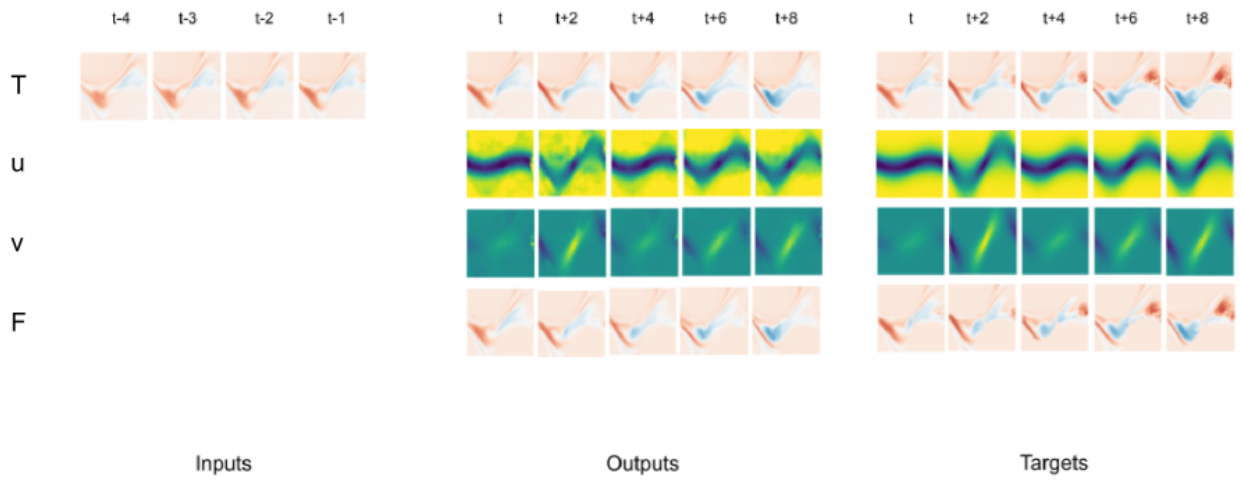 t-4 t-3 t-2 t-1 t t+2 t+4 t+6 t+8 t t+2 t+4 t+6 t+8
T
u
v
F
Inputs Outputs Targets